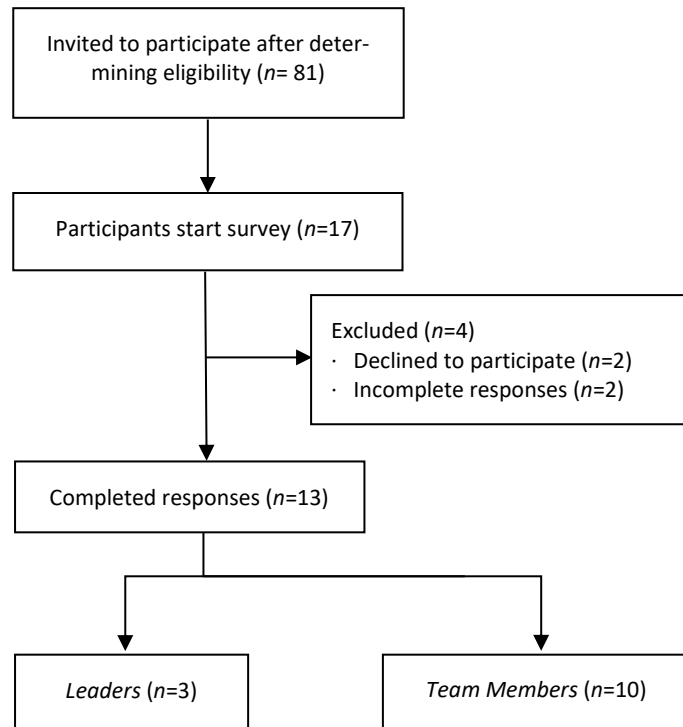 Invited to participate after deter-
mining eligibility (n= 81)
Participants start survey (n=17)
Excluded (n=4)
· Declined to participate (n=2)
· Incomplete responses (n=2)
Completed responses (n=13)
Leaders (n=3)
Team Members (n=10)